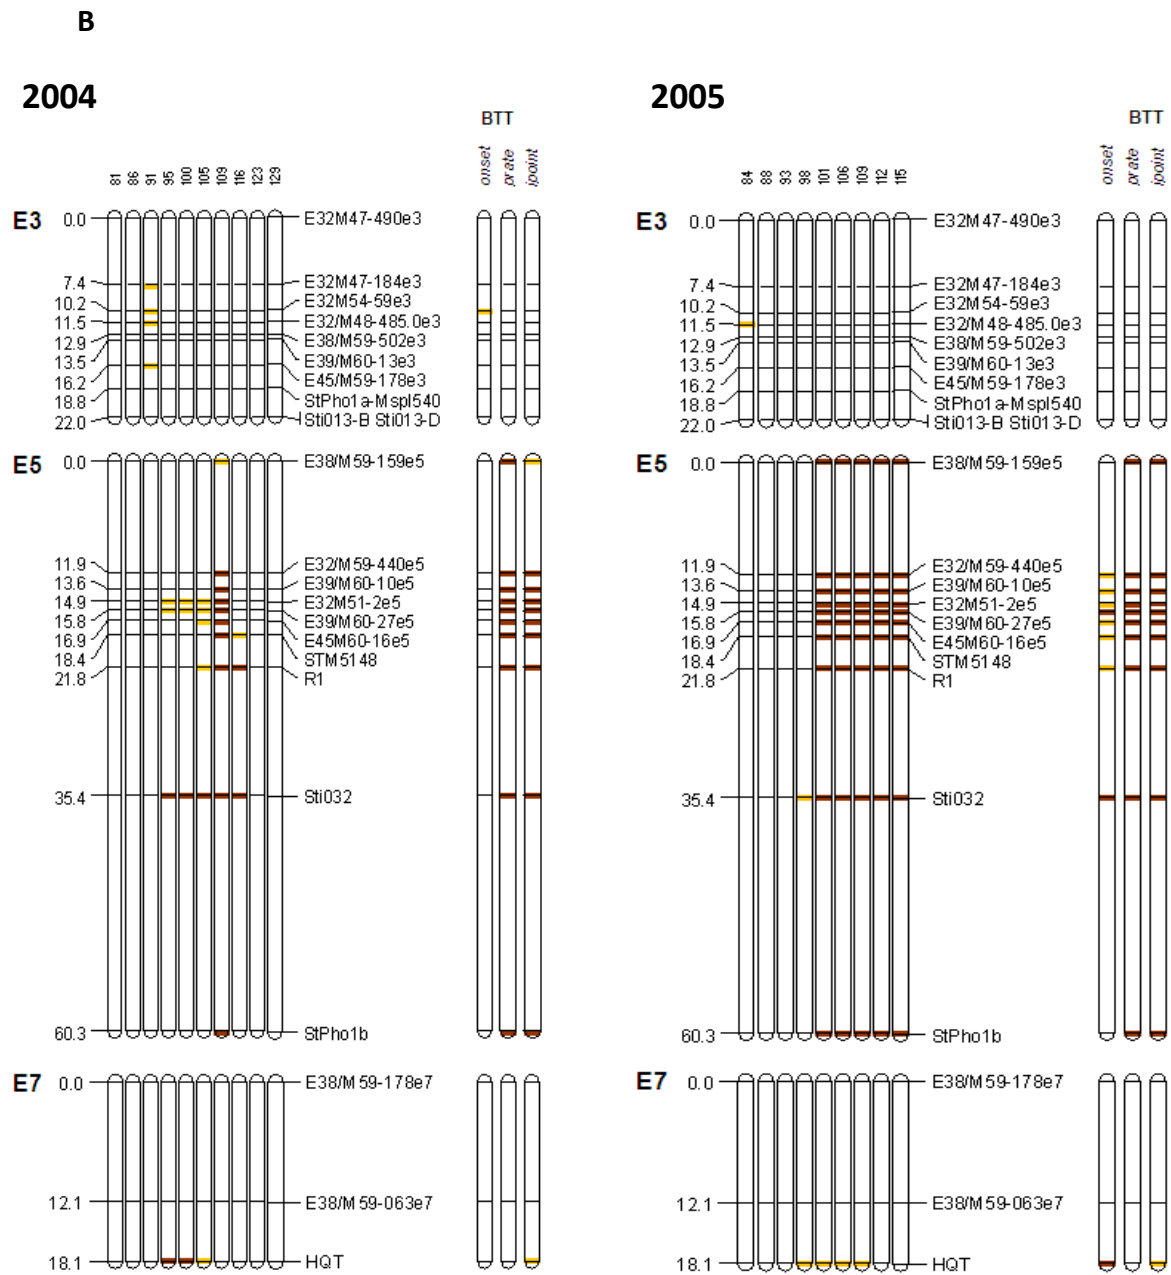 B
2004
2005
BTT
BTT
81 86 91 95 100 105 109 116 123 129
onset prate ipoint
84 88 93 98 101 106 109 112 115
onset prate ipoint
E3
0.0
7.4
10.2
11.5
12.9
13.5
16.2
18.8
22.0
E32M47-490e3
E32M47-184e3
E32M54-59e3
E32/M48-485.0e3
E38/M59-502e3
E39/M60-13e3
E45/M59-178e3
StPho1a-MspI540
Sti013-B Sti013-D
E3
0.0
7.4
10.2
11.5
12.9
13.5
16.2
18.8
22.0
E32M47-490e3
E32M47-184e3
E32M54-59e3
E32/M48-485.0e3
E38/M59-502e3
E39/M60-13e3
E45/M59-178e3
StPho1a-MspI540
Sti013-B Sti013-D
E5
0.0
11.9
13.6
14.9
15.8
16.9
18.4
21.8
35.4
60.3
E38/M59-159e5
E32/M59-440e5
E39/M60-10e5
E32M51-2e5
E39/M60-27e5
E45M60-16e5
STM5148
R1
Sti032
StPho1b
E5
0.0
11.9
13.6
14.9
15.8
16.9
18.4
21.8
35.4
60.3
E38/M59-159e5
E32/M59-440e5
E39/M60-10e5
E32M51-2e5
E39/M60-27e5
E45M60-16e5
STM5148
R1
Sti032
StPho1b
E7
0.0
12.1
18.1
E38/M59-178e7
E38/M59-063e7
HQT
E7
0.0
12.1
18.1
E38/M59-178e7
E38/M59-063e7
HQT